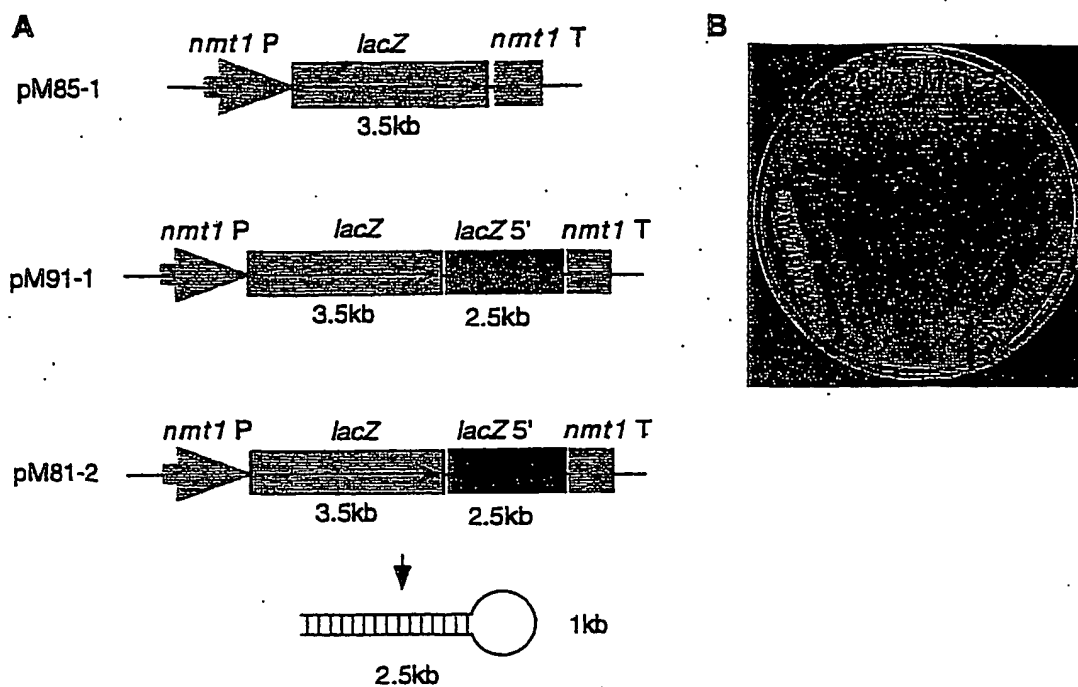 A
nmt1 P lacZ nmt1 T
pM85-1
3.5kb
nmt1 P lacZ lacZ 5' nmt1 T
pM91-1
3.5kb 2.5kb
nmt1 P lacZ lacZ 5' nmt1 T
pM81-2
3.5kb 2.5kb
1kb
2.5kb
B